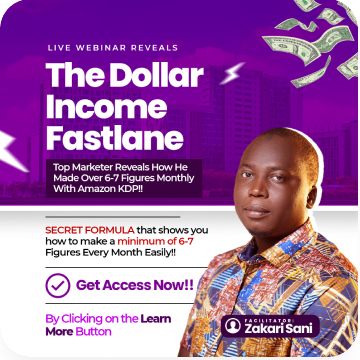 LIVE WEBINAR REVEALS
The Dollar
Income
Fastlane
Top Marketer Reveals How He
Made Over 6-7 Figures Monthly
With Amazon KDP!!
SECRET FORMULA that shows you
how to make a minimum of 6-7
Figures Every Month Easily!!
Get Access Now!!
By Clicking on the Learn
More Button
FACILITATOR:
Zakari Sani